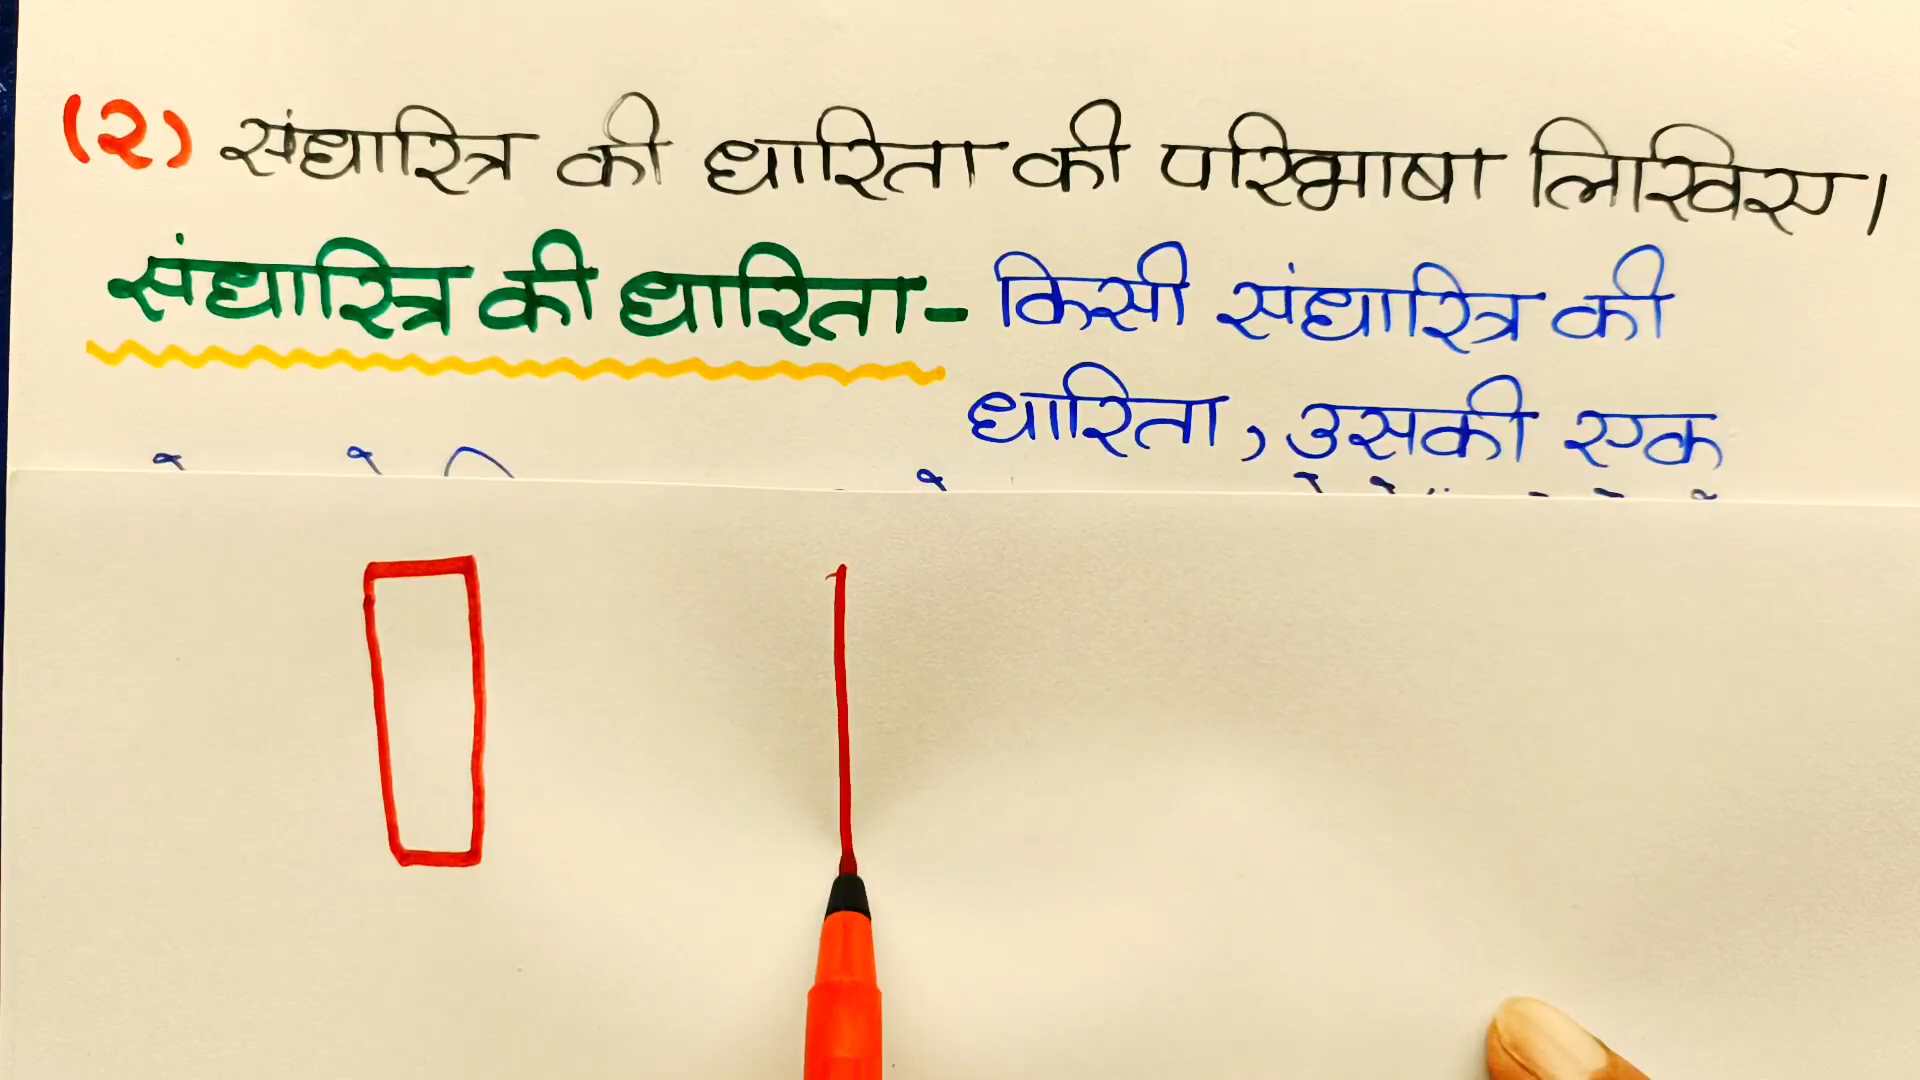 (२) संधारित्र की धारिता की परिभाषा लिखिए।
संधारित्र की धारिता - किसी संधारित्र की
धारिता, उसकी एक